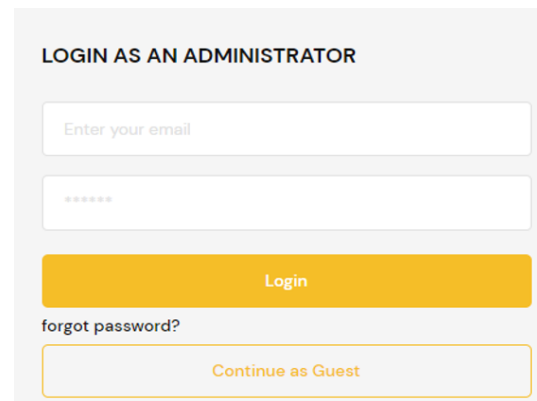 LOGIN AS AN ADMINISTRATOR
Enter your email
******
Login
forgot password?
Continue as Guest